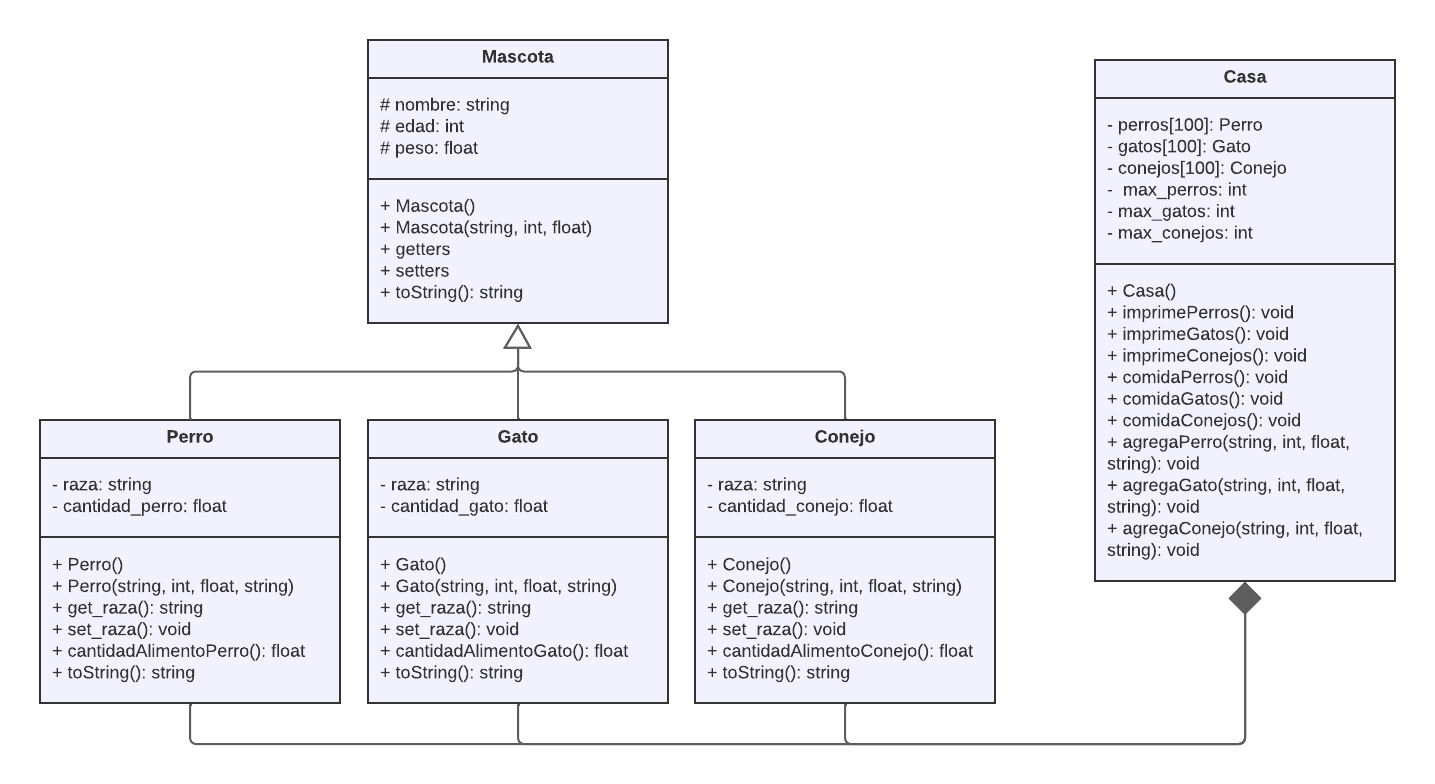 Mascota
# nombre: string
# edad: int
# peso: float
+ Mascota()
+ Mascota(string, int, float)
+ getters
+ setters
+ toString(): string
Casa
- perros[100]: Perro
- gatos[100]: Gato
- conejos[100]: Conejo
-  max_perros: int
- max_gatos: int
- max_conejos: int
+ Casa()
+ imprimePerros(): void
+ imprimeGatos(): void
+ imprimeConejos(): void
+ comidaPerros(): void
+ comidaGatos(): void
+ comidaConejos(): void
+ agregaPerro(string, int, float,
string): void
+ agregaGato(string, int, float,
string): void
+ agregaConejo(string, int, float,
string): void
Perro
- raza: string
- cantidad_perro: float
+ Perro()
+ Perro(string, int, float, string)
+ get_raza(): string
+ set_raza(): void
+ cantidadAlimentoPerro(): float
+ toString(): string
Gato
- raza: string
- cantidad_gato: float
+ Gato()
+ Gato(string, int, float, string)
+ get_raza(): string
+ set_raza(): void
+ cantidadAlimentoGato(): float
+ toString(): string
Conejo
- raza: string
- cantidad_conejo: float
+ Conejo()
+ Conejo(string, int, float, string)
+ get_raza(): string
+ set_raza(): void
+ cantidadAlimentoConejo(): float
+ toString(): string